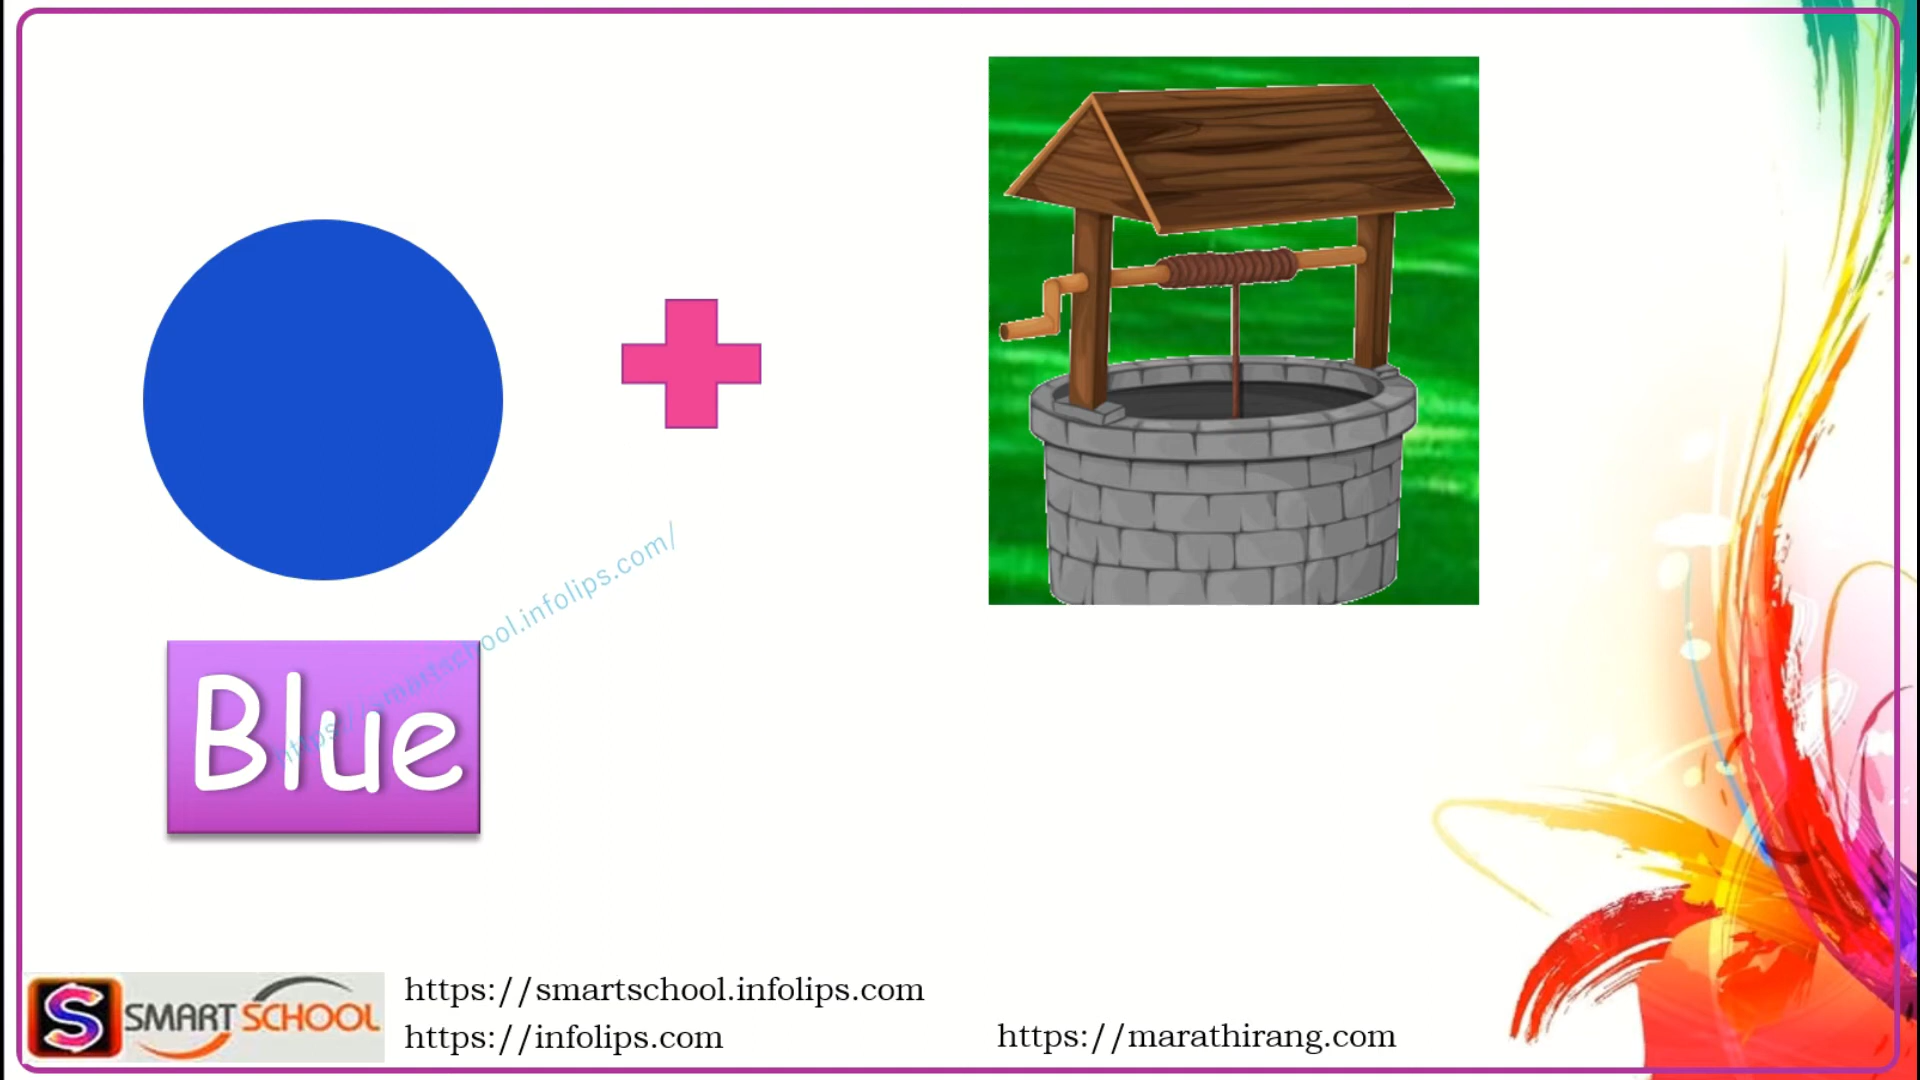 Blue
https://smartschool.infolips.com/
SMART SCHOOL
https://smartschool.infolips.com
https://infolips.com
https://marathirang.com